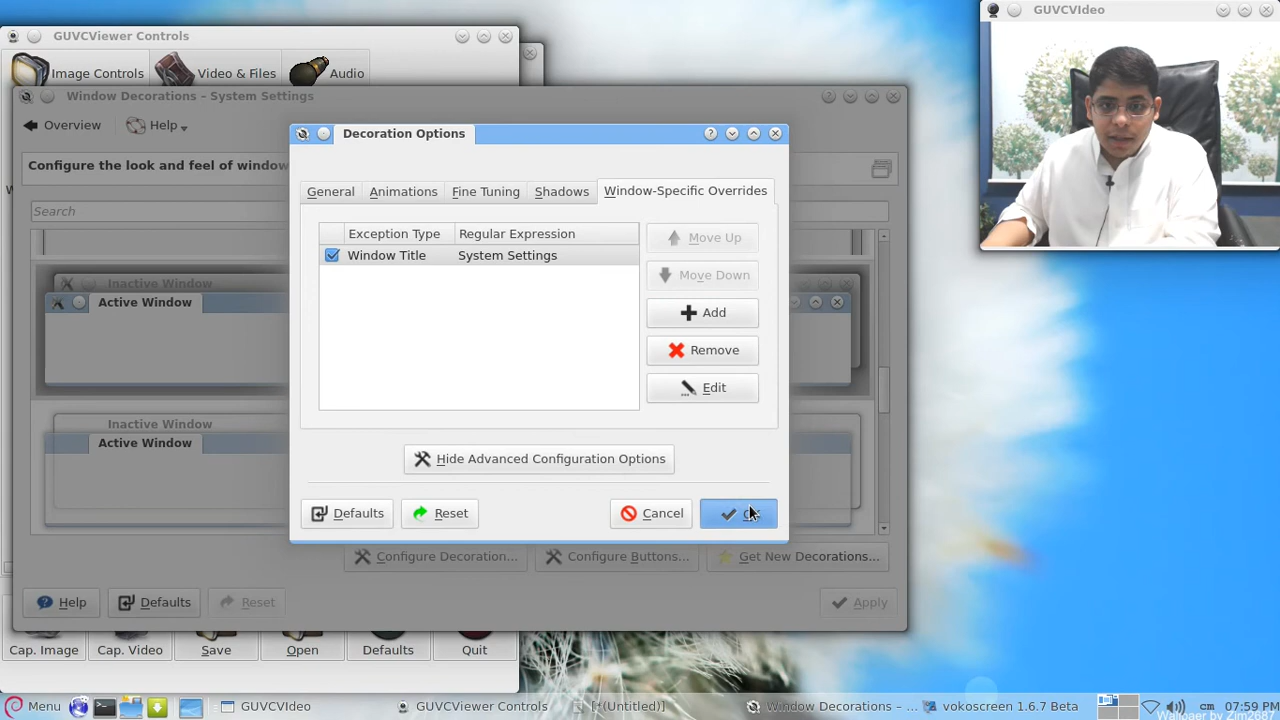 GUVCViewer Controls
GUVCVIdeo
Image Controls
Video & Files
Audio
Window Decorations – System Settings
Overview
Help
Decoration Options
Configure the look and feel of window
General
Animations
Fine Tuning
Shadows
Window-Specific Overrides
Search
Exception Type
Regular Expression
Move Up
Window Title
System Settings
Move Down
Inactive Window
Active Window
Add
Remove
Edit
Inactive Window
Active Window
Hide Advanced Configuration Options
Defaults
Reset
Cancel
Configure Decoration...
Configure Buttons...
Get New Decorations...
Help
Defaults
Reset
Apply
Cap. Image
Cap. Video
Save
Open
Defaults
Quit
Menu
GUVCVIdeo
GUVCViewer Controls
[*(Untitled)]
Window Decorations – ...
vokoscreen 1.6.7 Beta
cm
07:59 PM